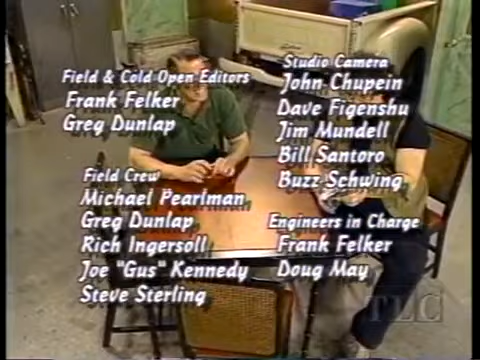 Field & Cold Open Editors
Frank Felker
Greg Dunlap
Field Crew
Michael Pearlman
Greg Dunlap
Rich Ingersoll
Joe "Gus" Kennedy
Steve Sterling
Studio Camera
John Chupein
Dave Figenshu
Jim Mundell
Bill Santoro
Buzz Schwing
Engineers in Charge
Frank Felker
Doug May
TLC